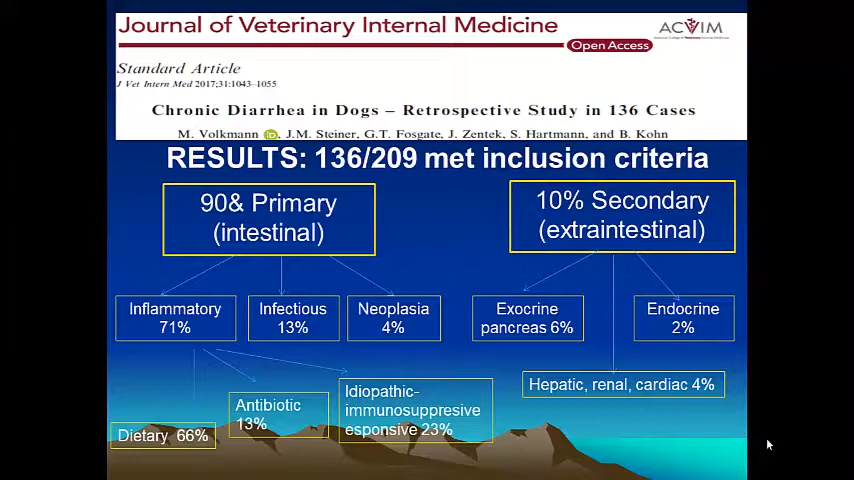 Journal of Veterinary Internal Medicine
ACVIM
Open Access
Standard Article
J Vet Intern Med 2017;31:1043–1055
Chronic Diarrhea in Dogs – Retrospective Study in 136 Cases
M. Volkmann, J.M. Steiner, G.T. Fosgate, J. Zentek, S. Hartmann, and B. Kohn
RESULTS: 136/209 met inclusion criteria
90& Primary
(intestinal)
10% Secondary
(extraintestinal)
Inflammatory
71%
Infectious
13%
Neoplasia
4%
Exocrine
pancreas 6%
Endocrine
2%
Hepatic, renal, cardiac 4%
Dietary 66%
Antibiotic
13%
Idiopathic-
immunosuppresive
esponsive 23%